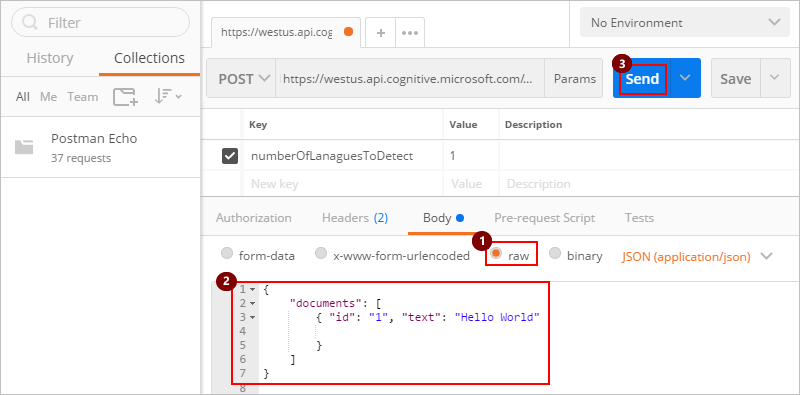 Filter
History Collections
All Me Team
Postman Echo
37 requests
https://westus.api.cog
+
•••
No Environment
POST https://westus.api.cognitive.microsoft.com/... Params
3
Send
Save
Key Value Description
numberOfLanaguesToDetect 1
New key Value Description
Authorization Headers (2) Body Pre-request Script Tests
1
form-data x-www-form-urlencoded raw binary JSON (application/json)
2
1 {
2 "documents": [
3 { "id": "1", "text": "Hello World"
4
5 }
6 ]
7 }
8